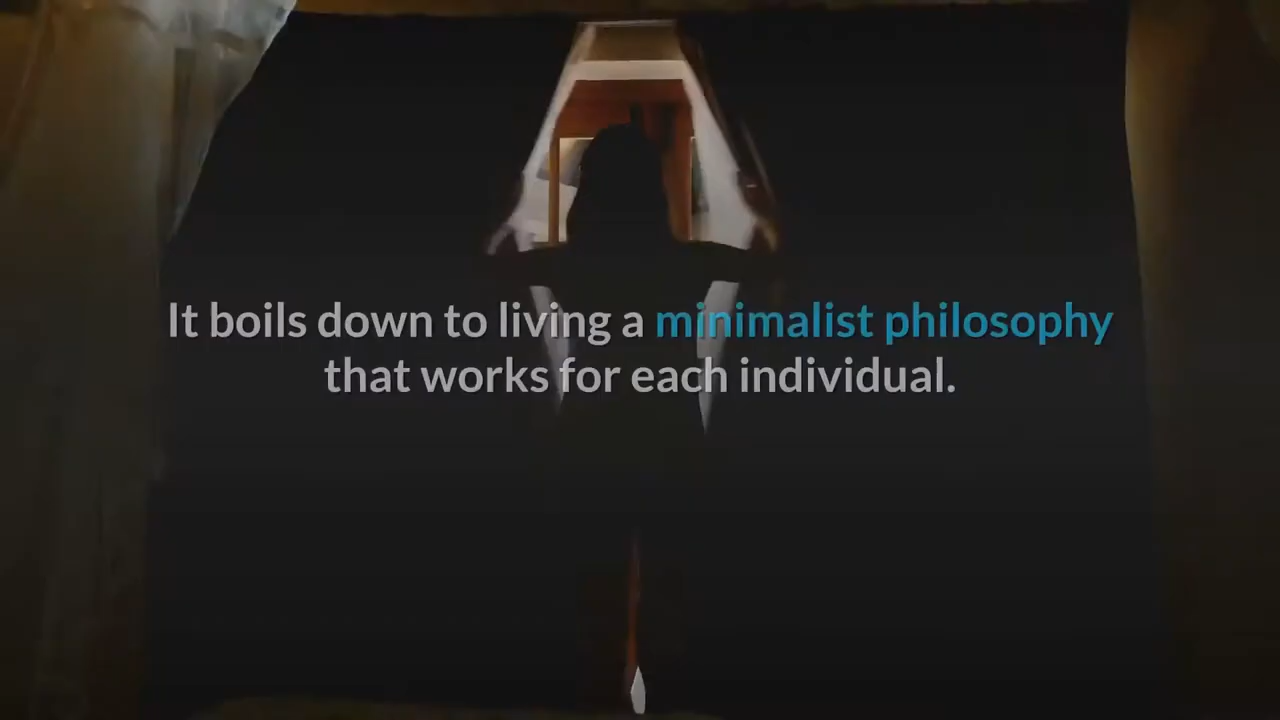 It boils down to living a minimalist philosophy
that works for each individual.